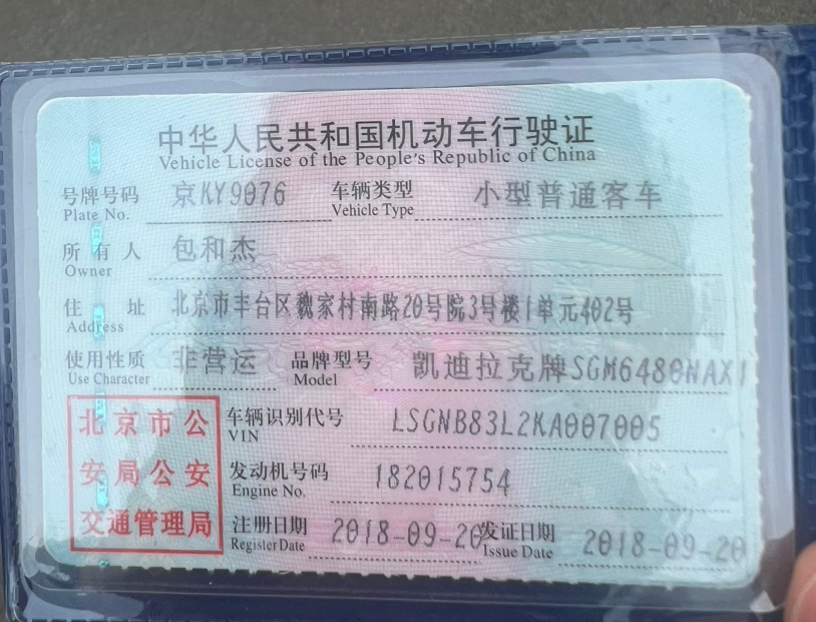 中华人民共和国机动车行驶证
Vehicle License of the People's Republic of China
号牌号码 京KY9076 车辆类型 小型普通客车
Plate No. Vehicle Type
所有人 包和杰
Owner
住址 北京市丰台区魏家村南路20号院3号楼1单元402号
Address
使用性质 非营运 品牌型号 凯迪拉克牌SGM6480NAX1
Use Character Model
北京市公安局公安交通管理局
车辆识别代号 LSGNB83L2KA007005
VIN
发动机号码 182015754
Engine No.
注册日期 2018-09-20 发证日期 2018-09-20
Register Date Issue Date